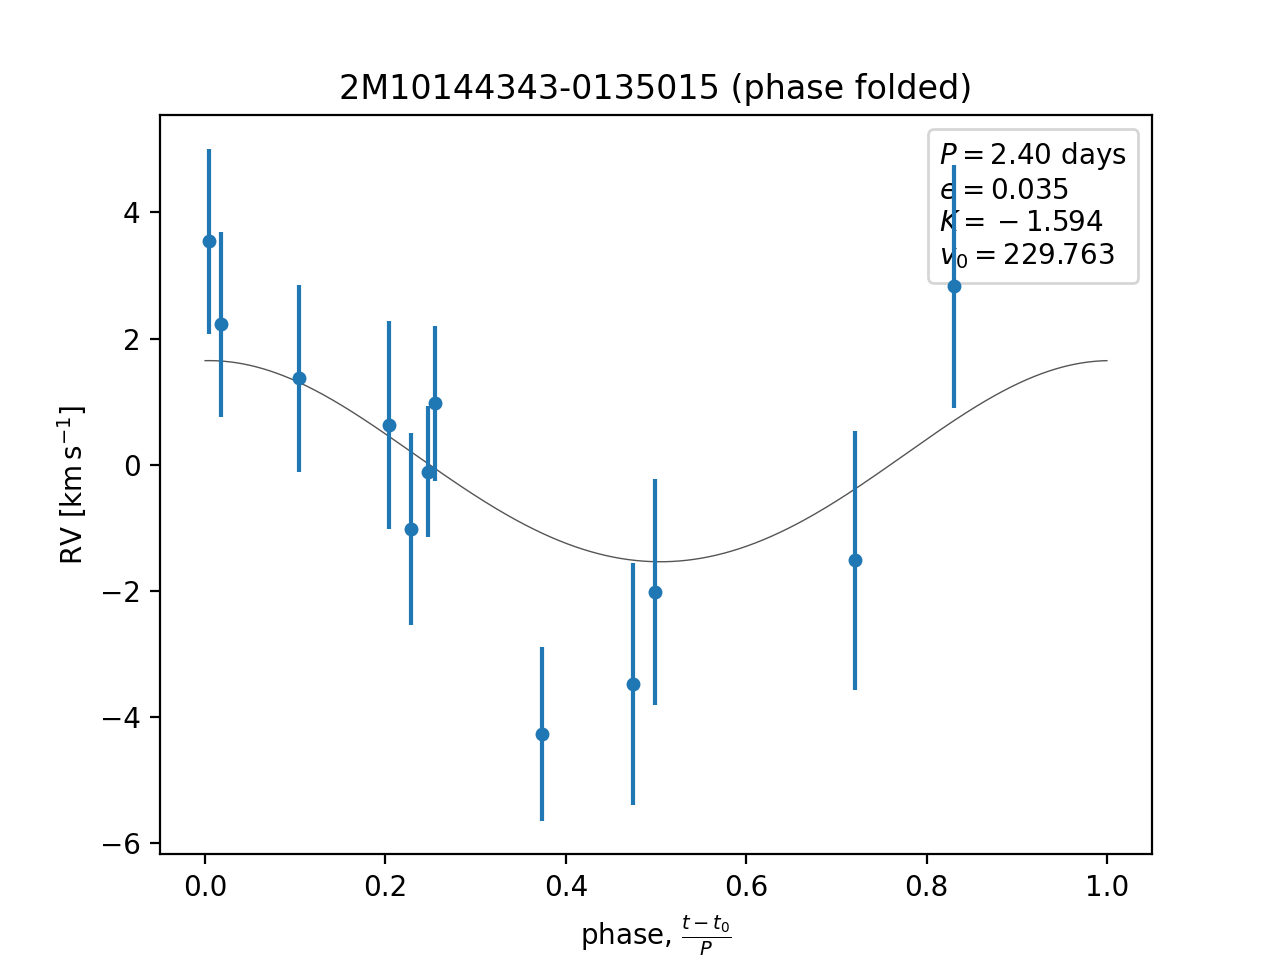 2M10144343-0135015 (phase folded)
P = 2.40 days
e = 0.035
K = −1.594
v₀ = 229.763
4
2
0
−2
−4
−6
RV [km s⁻¹]
0.0 0.2 0.4 0.6 0.8 1.0
phase, (t − t₀)/P